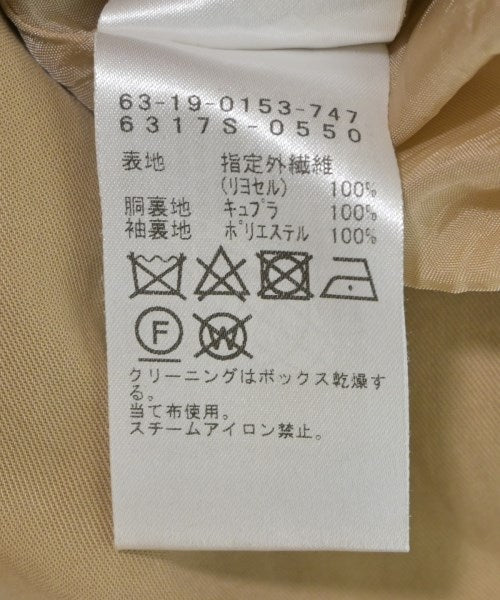 63-19-0153-747
6317S-0550
表地 指定外繊維
(リヨセル) 100%
胴裏地 キュプラ 100%
袖裏地 ポリエステル 100%
F W
クリーニングはボックス乾燥す
る。
当て布使用。
スチームアイロン禁止。